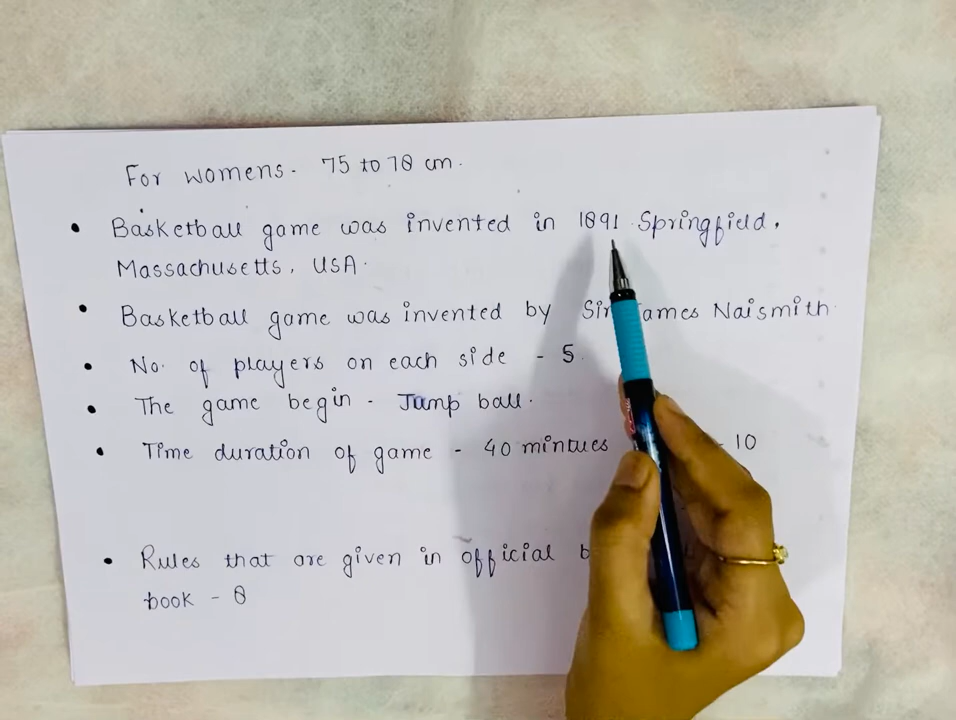 For womens - 75 to 78 cm.
Basketball game was invented in 1891 Springfield,
Massachusetts, USA.
Basketball game was invented by Sir James Naismith.
No. of players on each side - 5.
The game begin - Jump ball.
Time duration of game - 40 mintues - 10
Rules that are given in official
book - 8